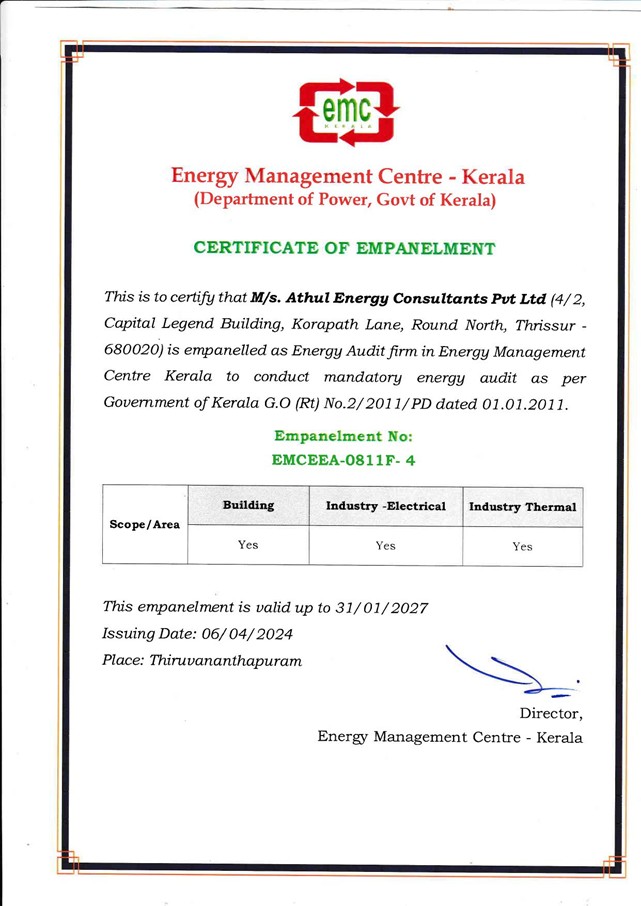 emc
KERALA
Energy Management Centre - Kerala
(Department of Power, Govt of Kerala)
CERTIFICATE OF EMPANELMENT
This is to certify that M/s. Athul Energy Consultants Pvt Ltd (4/2,
Capital Legend Building, Korapath Lane, Round North, Thrissur -
680020) is empanelled as Energy Audit firm in Energy Management
Centre Kerala to conduct mandatory energy audit as per
Government of Kerala G.O (Rt) No.2/2011/PD dated 01.01.2011.
Empanelment No:
EMCEEA-0811F- 4
Scope/Area
Building
Industry -Electrical
Industry Thermal
Yes
Yes
Yes
This empanelment is valid up to 31/01/2027
Issuing Date: 06/04/2024
Place: Thiruvananthapuram
Director,
Energy Management Centre - Kerala